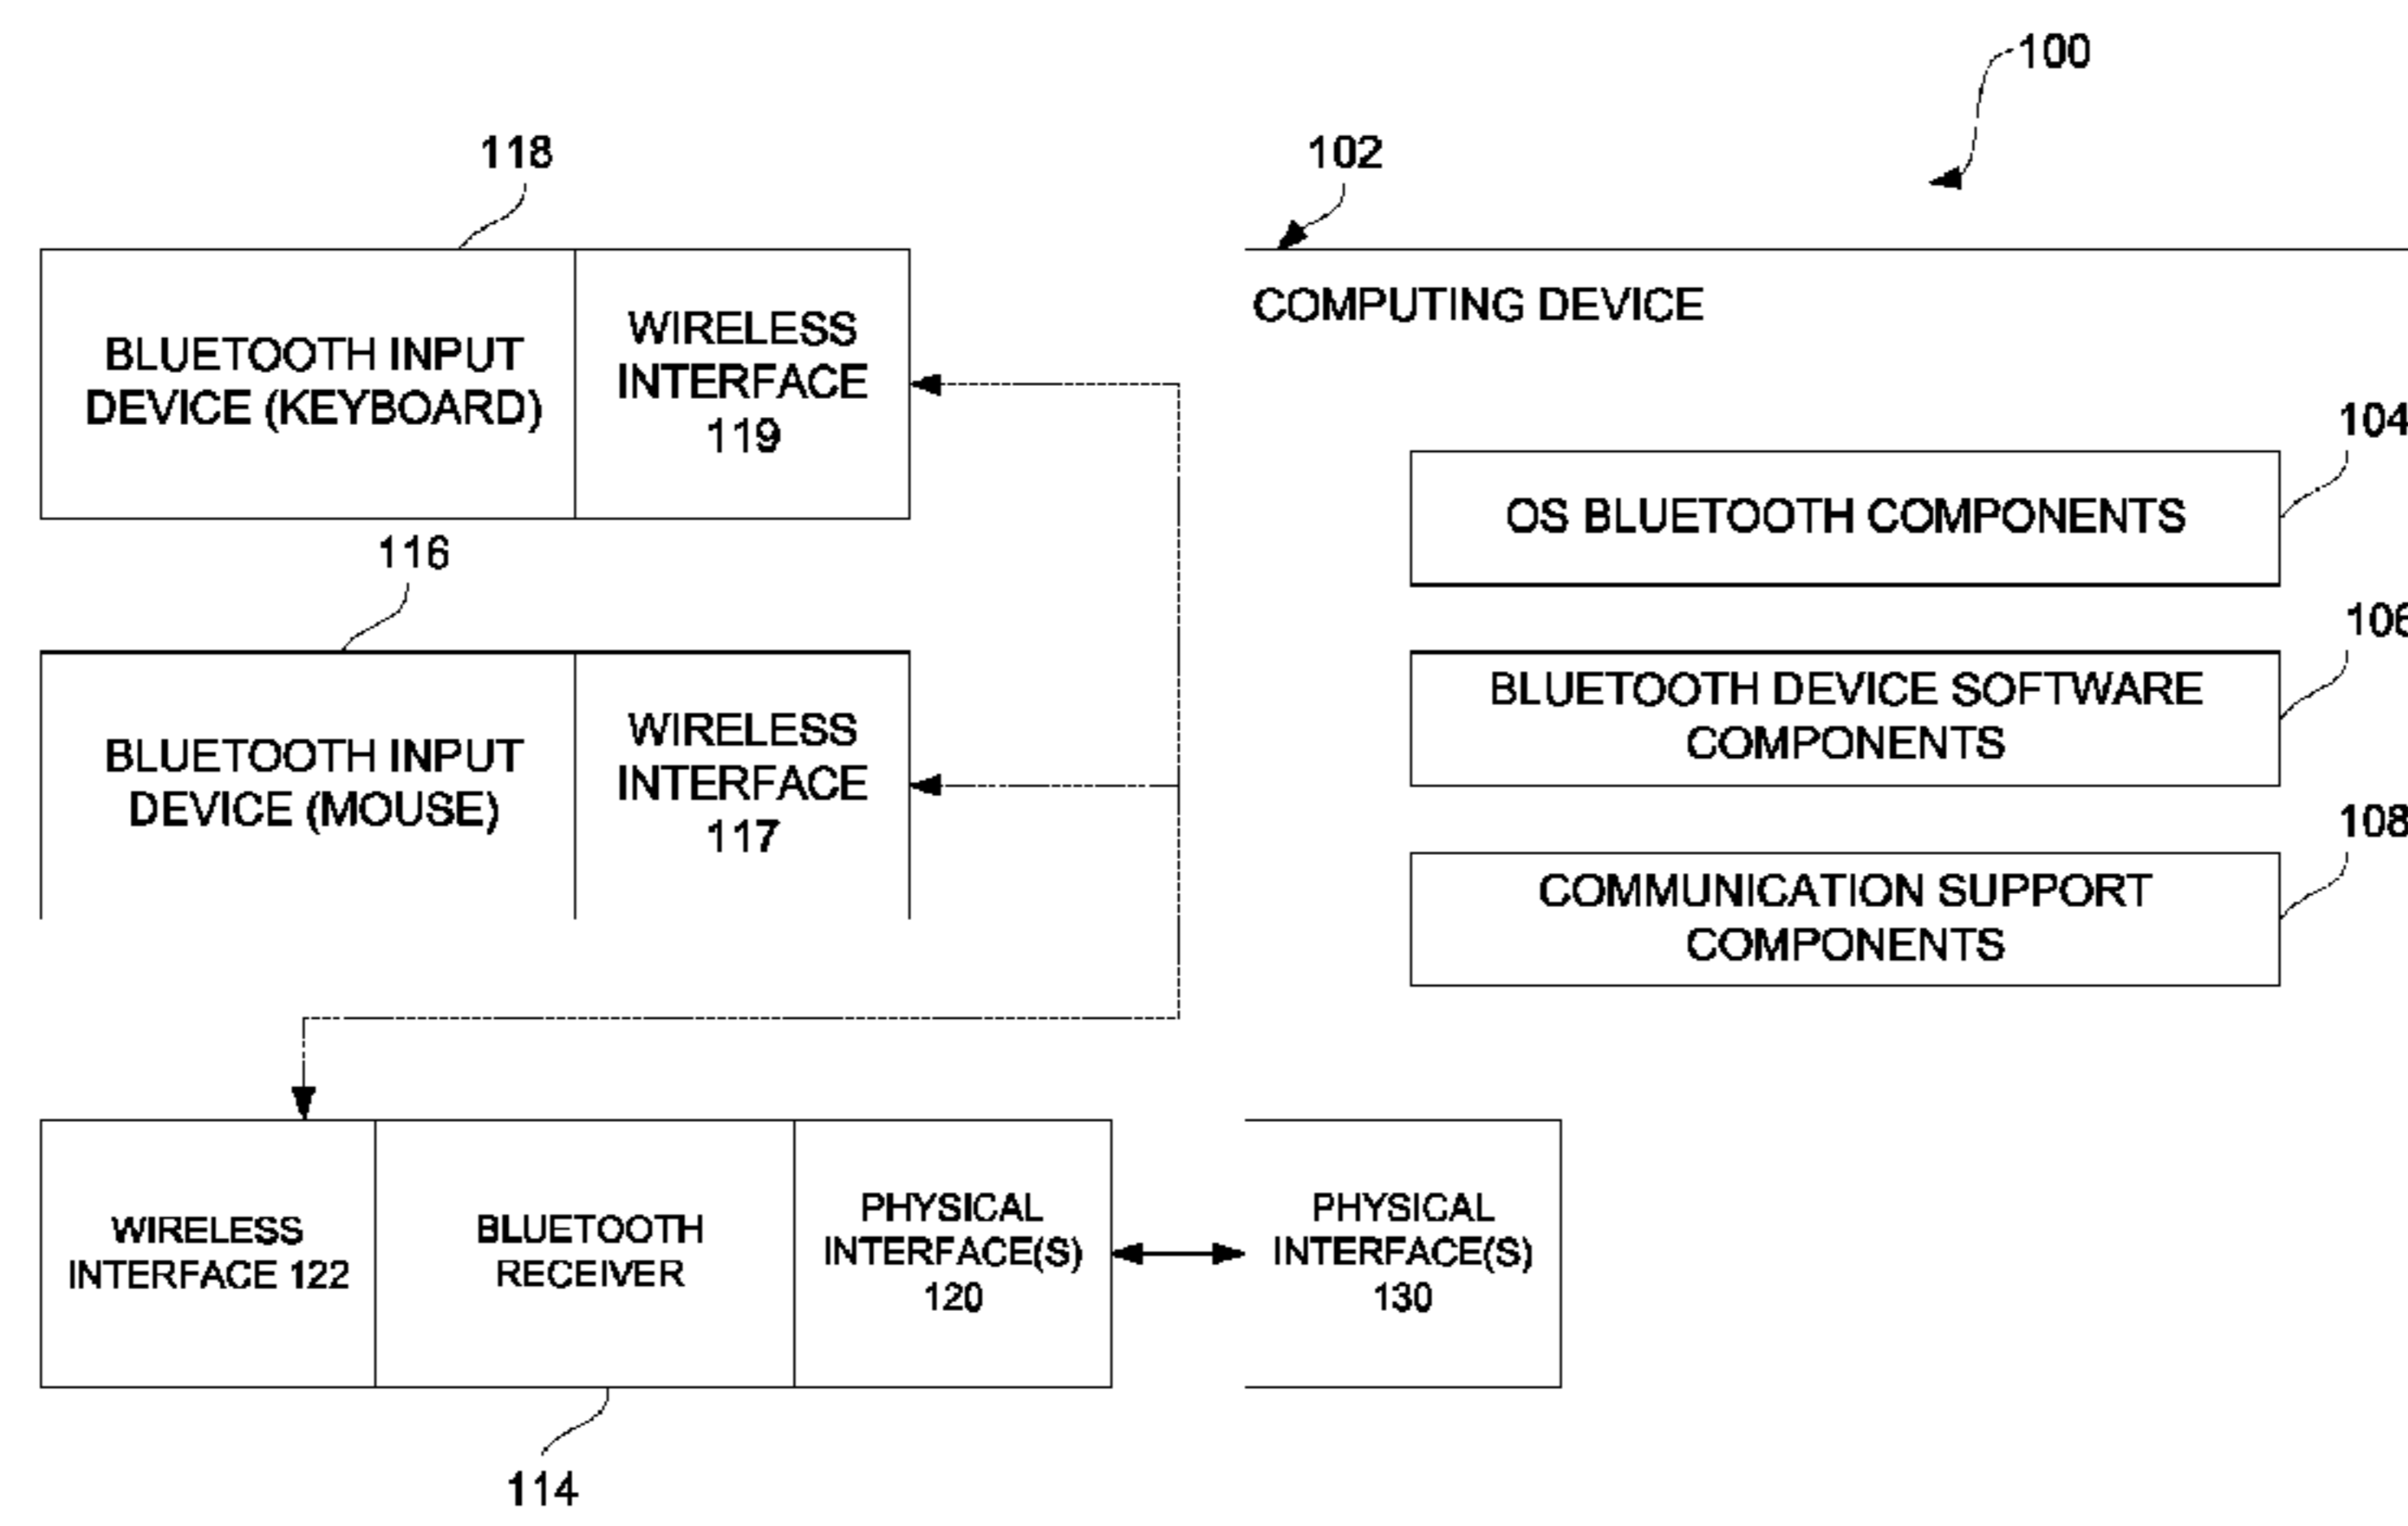 100
118
102
BLUETOOTH INPUT
DEVICE (KEYBOARD)
WIRELESS
INTERFACE
119
COMPUTING DEVICE
104
OS BLUETOOTH COMPONENTS
116
BLUETOOTH INPUT
DEVICE (MOUSE)
WIRELESS
INTERFACE
117
106
BLUETOOTH DEVICE SOFTWARE
COMPONENTS
108
COMMUNICATION SUPPORT
COMPONENTS
WIRELESS
INTERFACE 122
BLUETOOTH
RECEIVER
PHYSICAL
INTERFACE(S)
120
PHYSICAL
INTERFACE(S)
130
114